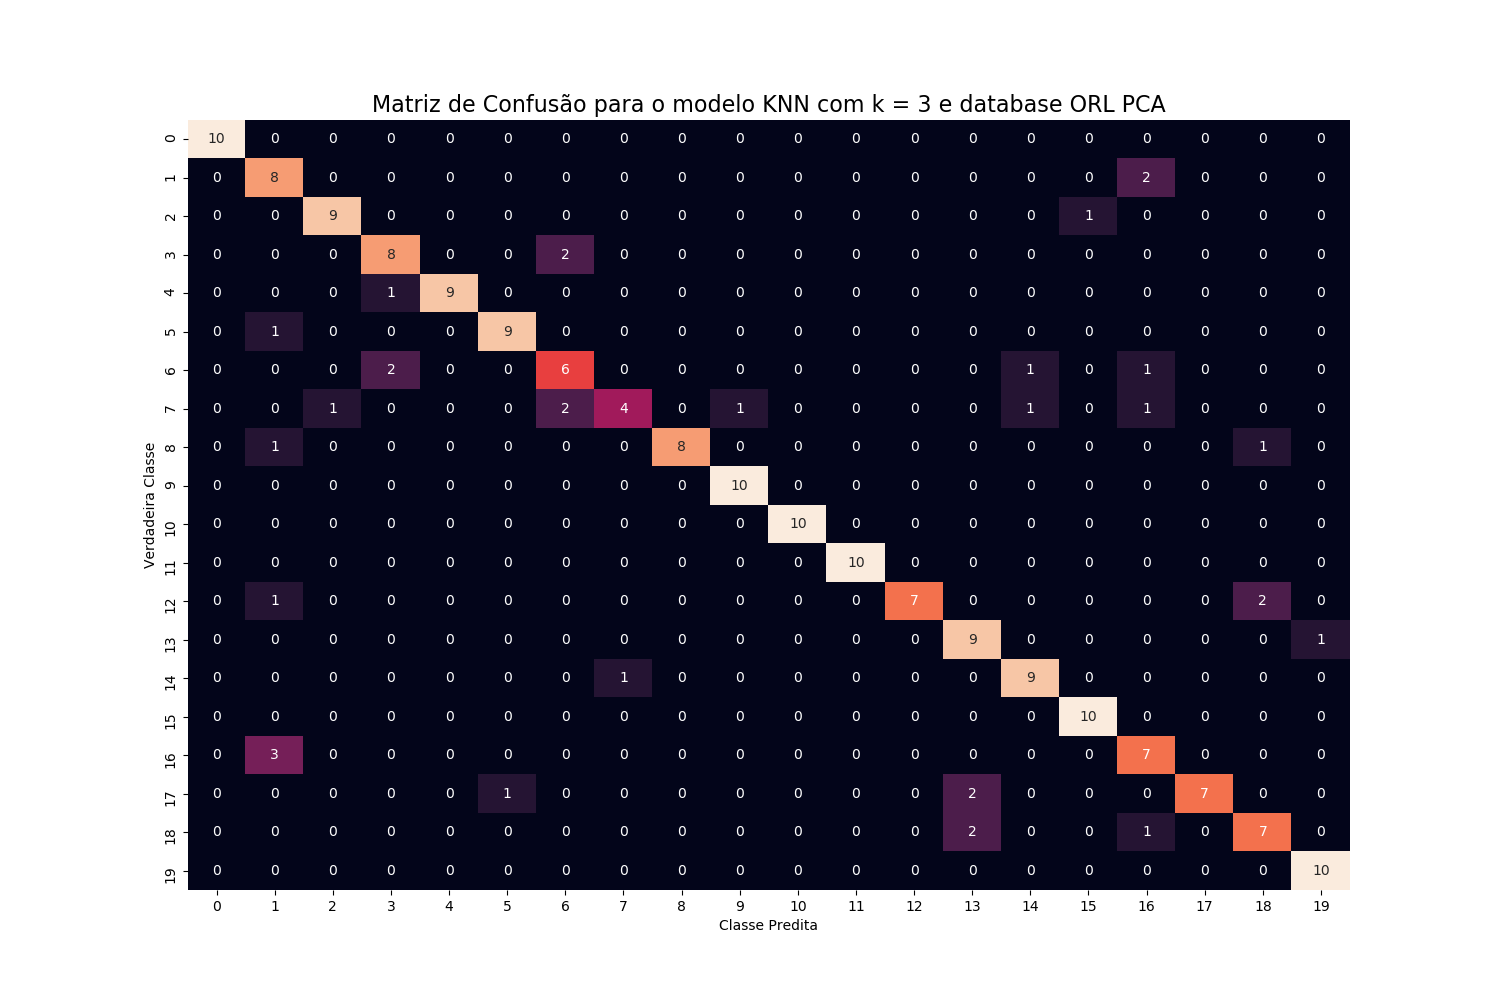 Matriz de Confusão para o modelo KNN com k = 3 e database ORL PCA
0 10 0 0 0 0 0 0 0 0 0 0 0 0 0 0 0 0 0 0 0
1 0 8 0 0 0 0 0 0 0 0 0 0 0 0 0 0 2 0 0 0
2 0 0 9 0 0 0 0 0 0 0 0 0 0 0 0 1 0 0 0 0
3 0 0 0 8 0 0 2 0 0 0 0 0 0 0 0 0 0 0 0 0
4 0 0 0 1 9 0 0 0 0 0 0 0 0 0 0 0 0 0 0 0
5 0 1 0 0 0 9 0 0 0 0 0 0 0 0 0 0 0 0 0 0
6 0 0 0 2 0 0 6 0 0 0 0 0 0 0 1 0 1 0 0 0
7 0 0 1 0 0 0 2 4 0 1 0 0 0 0 1 0 1 0 0 0
8 0 1 0 0 0 0 0 0 8 0 0 0 0 0 0 0 0 0 1 0
9 0 0 0 0 0 0 0 0 0 10 0 0 0 0 0 0 0 0 0 0
10 0 0 0 0 0 0 0 0 0 0 10 0 0 0 0 0 0 0 0 0
11 0 0 0 0 0 0 0 0 0 0 0 10 0 0 0 0 0 0 0 0
12 0 1 0 0 0 0 0 0 0 0 0 0 7 0 0 0 0 0 2 0
13 0 0 0 0 0 0 0 0 0 0 0 0 0 9 0 0 0 0 0 1
14 0 0 0 0 0 0 0 1 0 0 0 0 0 0 9 0 0 0 0 0
15 0 0 0 0 0 0 0 0 0 0 0 0 0 0 0 10 0 0 0 0
16 0 3 0 0 0 0 0 0 0 0 0 0 0 0 0 0 7 0 0 0
17 0 0 0 0 0 1 0 0 0 0 0 0 0 2 0 0 0 7 0 0
18 0 0 0 0 0 0 0 0 0 0 0 0 0 2 0 0 1 0 7 0
19 0 0 0 0 0 0 0 0 0 0 0 0 0 0 0 0 0 0 0 10
0 1 2 3 4 5 6 7 8 9 10 11 12 13 14 15 16 17 18 19
Classe Predita
Verdadeira Classe